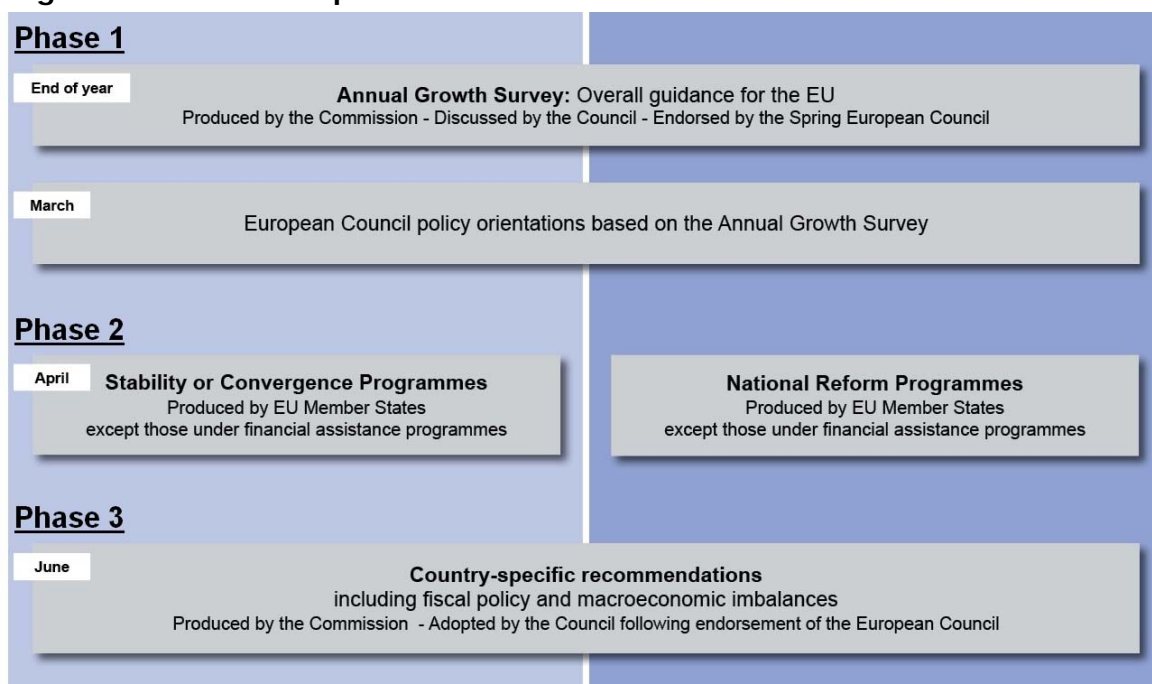 Phase 1
End of year
Annual Growth Survey: Overall guidance for the EU
Produced by the Commission - Discussed by the Council - Endorsed by the Spring European Council
March
European Council policy orientations based on the Annual Growth Survey
Phase 2
April
Stability or Convergence Programmes
Produced by EU Member States
except those under financial assistance programmes
National Reform Programmes
Produced by EU Member States
except those under financial assistance programmes
Phase 3
June
Country-specific recommendations
including fiscal policy and macroeconomic imbalances
Produced by the Commission - Adopted by the Council following endorsement of the European Council